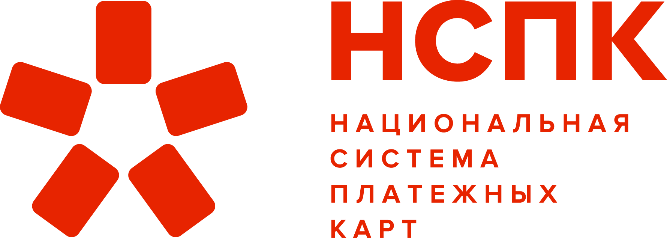 НСПК
НАЦИОНАЛЬНАЯ
СИСТЕМА
ПЛАТЕЖНЫХ
КАРТ